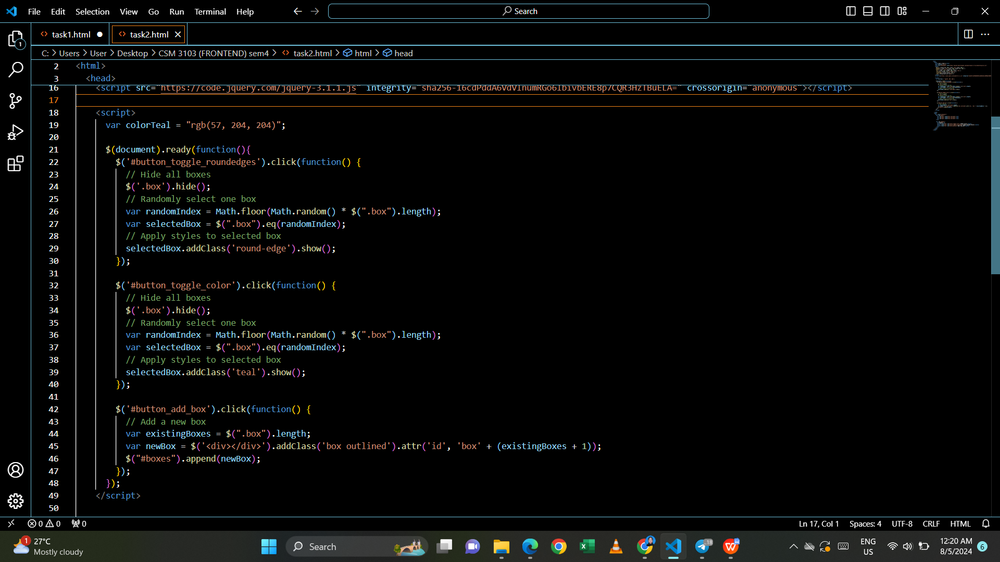 File Edit Selection View Go Run Terminal Help Search
task1.html task2.html
C: > Users > User > Desktop > CSM 3103 (FRONTEND) sem4 > task2.html > html > head
2 <html>
3 <head>
16 <script src="https://code.jquery.com/jquery-3.1.1.js" integrity="sha256-16cdPddA6VdVInumRGo6IbivbERE8p7CQR3HzTBuELA=" crossorigin="anonymous"></script>
17
18 <script>
19 var colorTeal = "rgb(57, 204, 204)";
20
21 $(document).ready(function(){
22 $('#button_toggle_roundedges').click(function() {
23 // Hide all boxes
24 $('.box').hide();
25 // Randomly select one box
26 var randomIndex = Math.floor(Math.random() * $(".box").length);
27 var selectedBox = $(".box").eq(randomIndex);
28 // Apply styles to selected box
29 selectedBox.addClass('round-edge').show();
30 });
31
32 $('#button_toggle_color').click(function() {
33 // Hide all boxes
34 $('.box').hide();
35 // Randomly select one box
36 var randomIndex = Math.floor(Math.random() * $(".box").length);
37 var selectedBox = $(".box").eq(randomIndex);
38 // Apply styles to selected box
39 selectedBox.addClass('teal').show();
40 });
41
42 $('#button_add_box').click(function() {
43 // Add a new box
44 var existingBoxes = $(".box").length;
45 var newBox = $('<div></div>').addClass('box outlined').attr('id', 'box' + (existingBoxes + 1));
46 $("#boxes").append(newBox);
47 });
48 });
49 </script>
50
1
0 0 0 Ln 17, Col 1 Spaces: 4 UTF-8 CRLF HTML
1 27°C
Mostly cloudy
Search
18
ENG
US
12:20 AM
8/5/2024
6